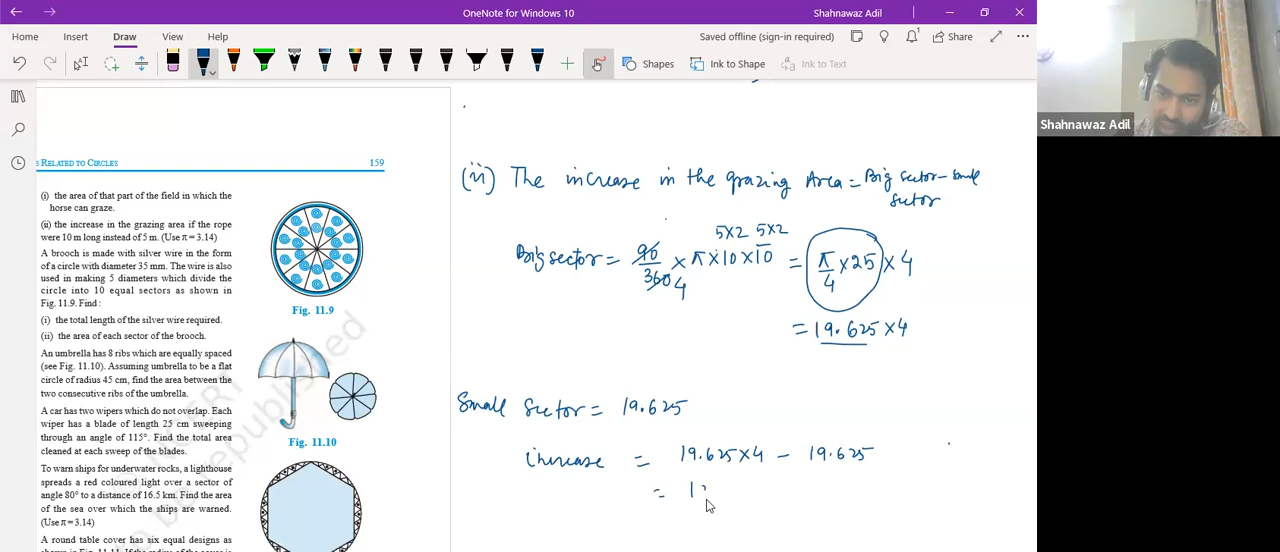 OneNote for Windows 10
Shahnawaz Adil
Home Insert Draw View Help
Saved offline (sign-in required)
Share
Shapes
Ink to Shape
Ink to Text
Shahnawaz Adil
S RELATED TO CIRCLES 159
(i) the area of that part of the field in which the
horse can graze.
(ii) the increase in the grazing area if the rope
were 10 m long instead of 5 m. (Use π = 3.14)
A brooch is made with silver wire in the form
of a circle with diameter 35 mm. The wire is also
used in making 5 diameters which divide the
circle into 10 equal sectors as shown in
Fig. 11.9. Find :
(i) the total length of the silver wire required.
(ii) the area of each sector of the brooch.
Fig. 11.9
An umbrella has 8 ribs which are equally spaced
(see Fig. 11.10). Assuming umbrella to be a flat
circle of radius 45 cm, find the area between the
two consecutive ribs of the umbrella.
A car has two wipers which do not overlap. Each
wiper has a blade of length 25 cm sweeping
through an angle of 115°. Find the total area
cleaned at each sweep of the blades.
Fig. 11.10
To warn ships for underwater rocks, a lighthouse
spreads a red coloured light over a sector of
angle 80° to a distance of 16.5 km. Find the area
of the sea over which the ships are warned.
(Use π = 3.14)
A round table cover has six equal designs as
(ii) The increase in the grazing Area = Big sector - small
sector
5×2 5×2
Big sector = 90/360 × π × 10 × 10 = π/4 × 25 × 4
4
= 19.625 × 4
Small sector = 19.625
increase = 19.625 × 4 - 19.625
=